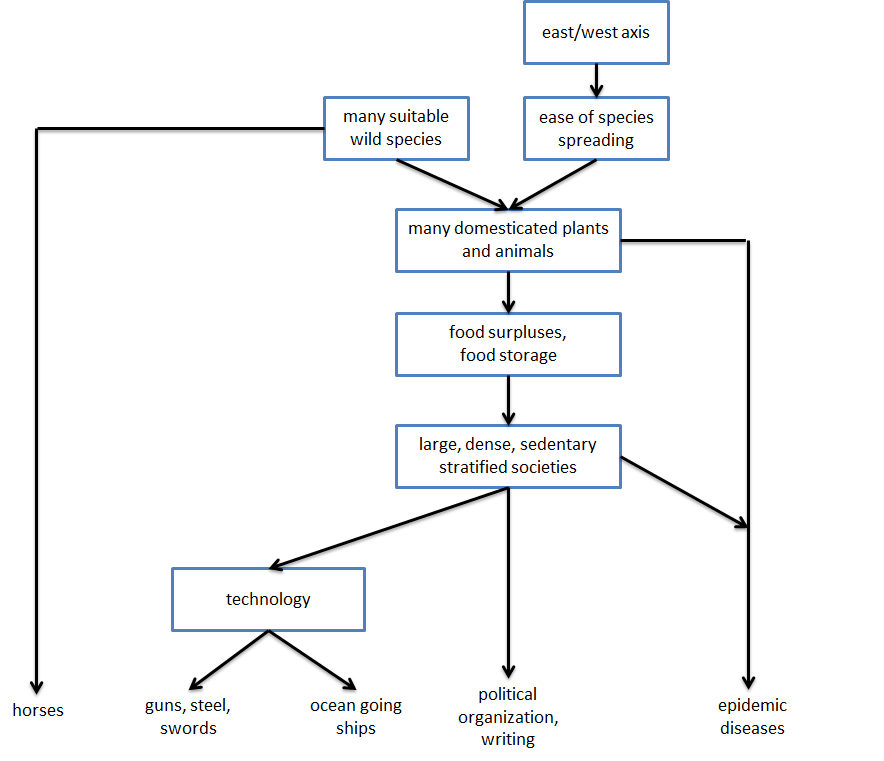 east/west axis
many suitable
wild species
ease of species
spreading
many domesticated plants
and animals
food surpluses,
food storage
large, dense, sedentary
stratified societies
technology
horses
guns, steel,
swords
ocean going
ships
political
organization,
writing
epidemic
diseases